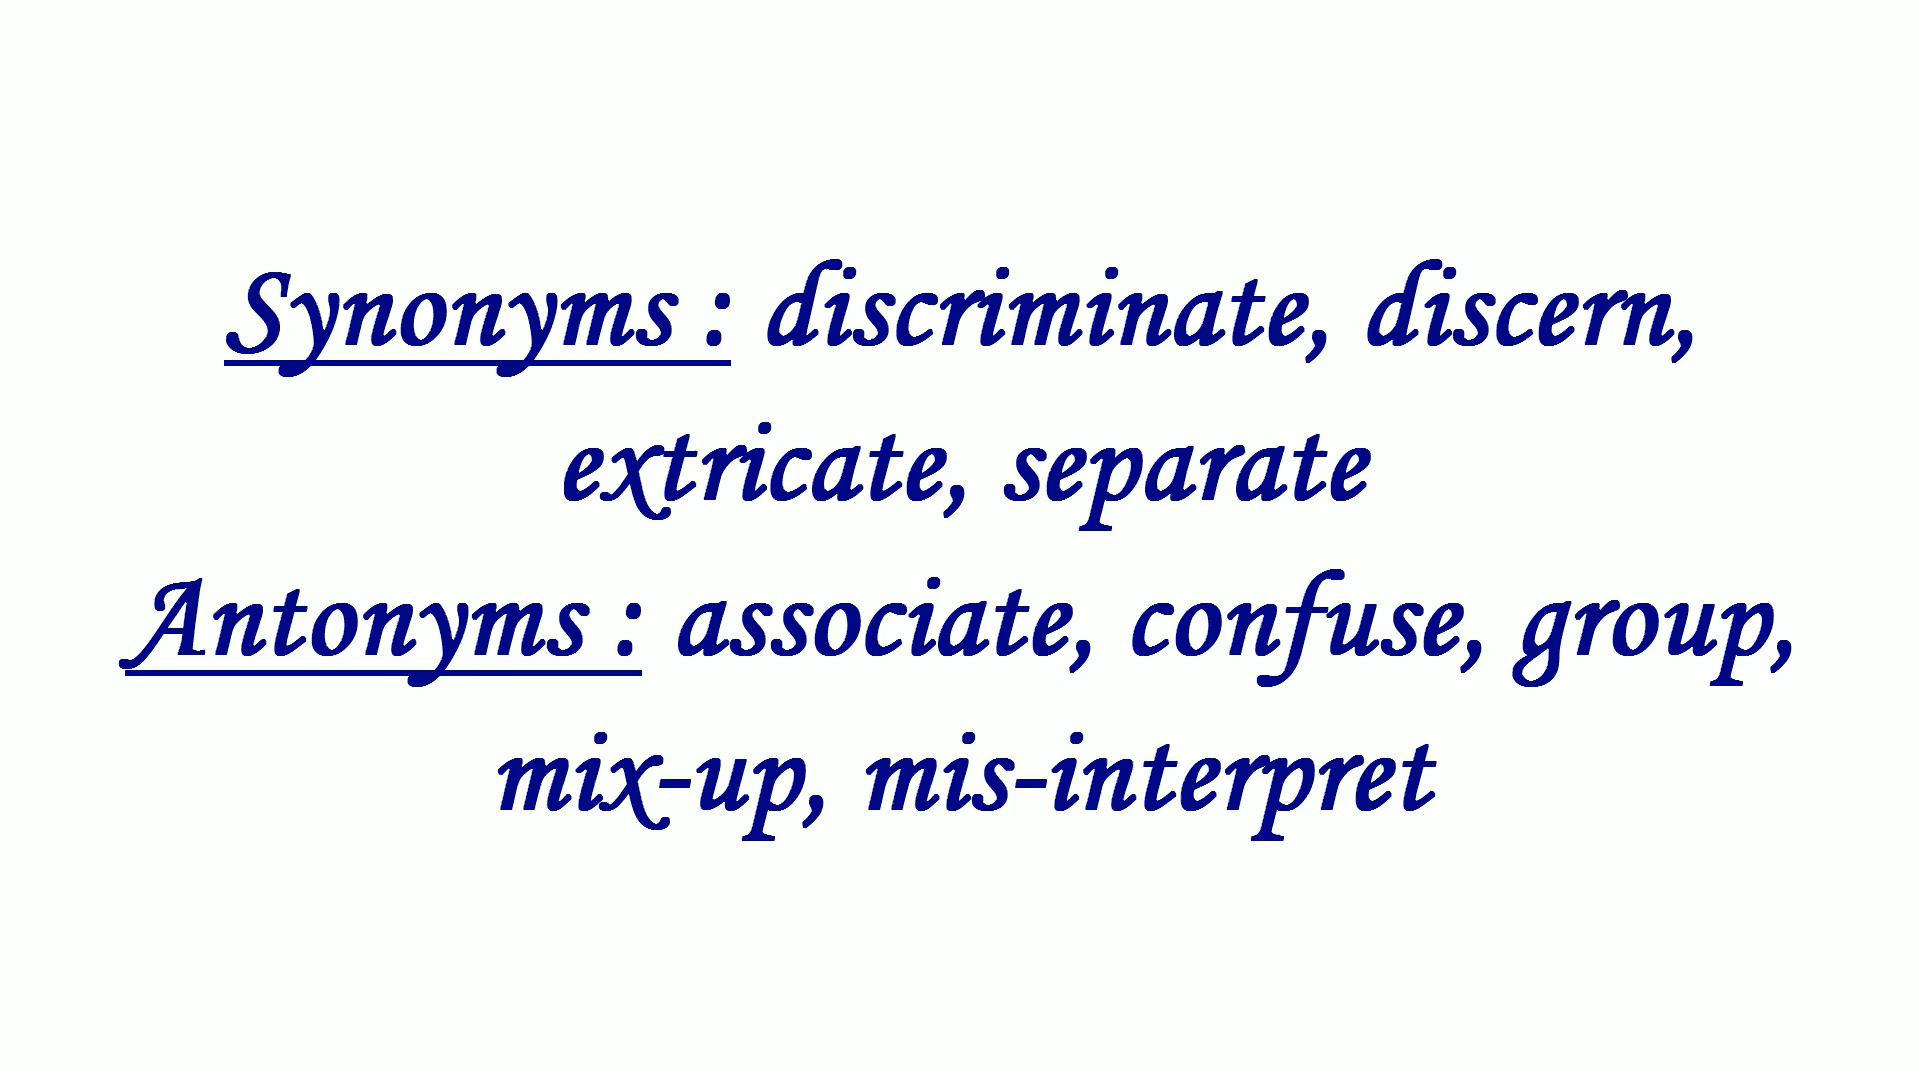 Synonyms : discriminate, discern,
extricate, separate
Antonyms : associate, confuse, group,
mix-up, mis-interpret